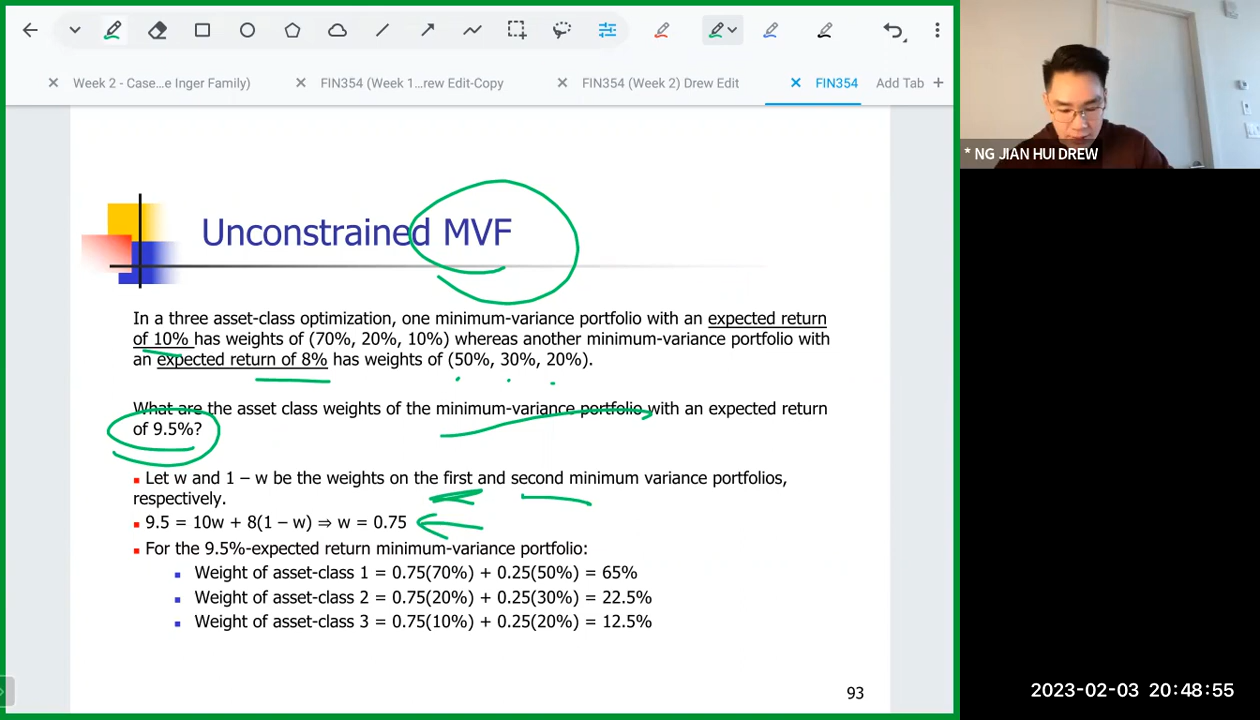 Week 2 - Case...e Inger Family)
FIN354 (Week 1...rew Edit-Copy
FIN354 (Week 2) Drew Edit
FIN354
Add Tab +
* NG JIAN HUI DREW
Unconstrained MVF
In a three asset-class optimization, one minimum-variance portfolio with an expected return
of 10% has weights of (70%, 20%, 10%) whereas another minimum-variance portfolio with
an expected return of 8% has weights of (50%, 30%, 20%).
What are the asset class weights of the minimum-variance portfolio with an expected return
of 9.5%?
▪ Let w and 1 – w be the weights on the first and second minimum variance portfolios,
respectively.
▪ 9.5 = 10w + 8(1 – w) ⇒ w = 0.75
▪ For the 9.5%-expected return minimum-variance portfolio:
▪ Weight of asset-class 1 = 0.75(70%) + 0.25(50%) = 65%
▪ Weight of asset-class 2 = 0.75(20%) + 0.25(30%) = 22.5%
▪ Weight of asset-class 3 = 0.75(10%) + 0.25(20%) = 12.5%
93
2023-02-03 20:48:55